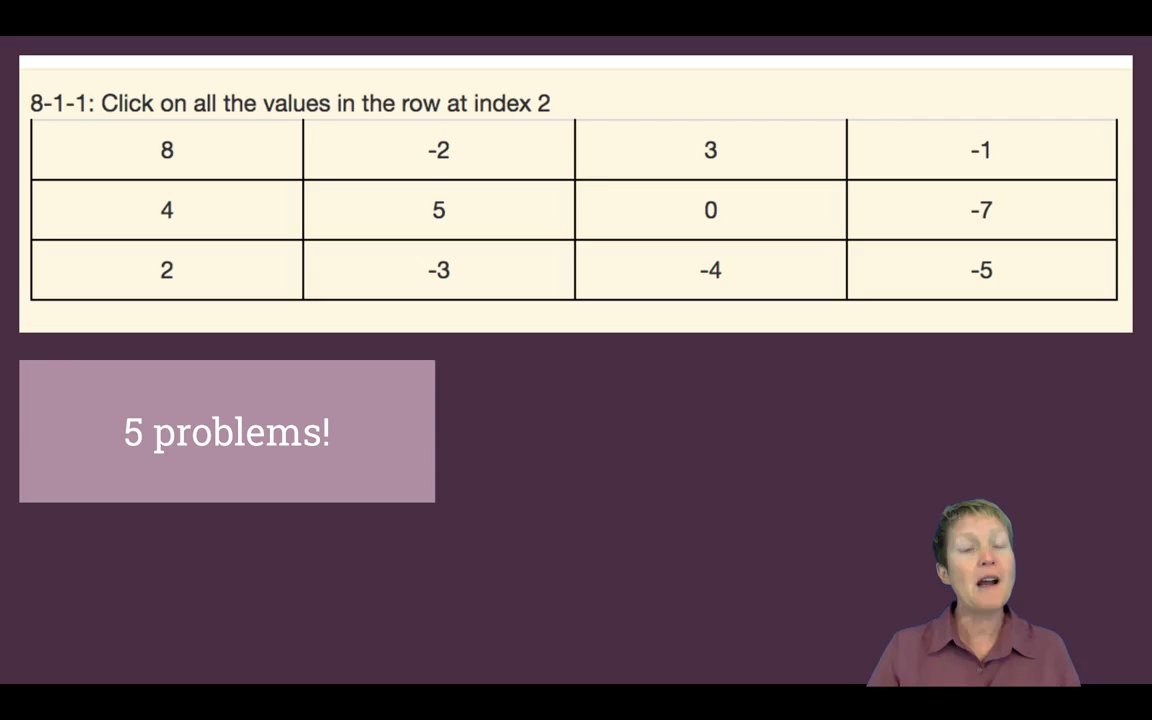 8-1-1: Click on all the values in the row at index 2
8 -2 3 -1
4 5 0 -7
2 -3 -4 -5
5 problems!